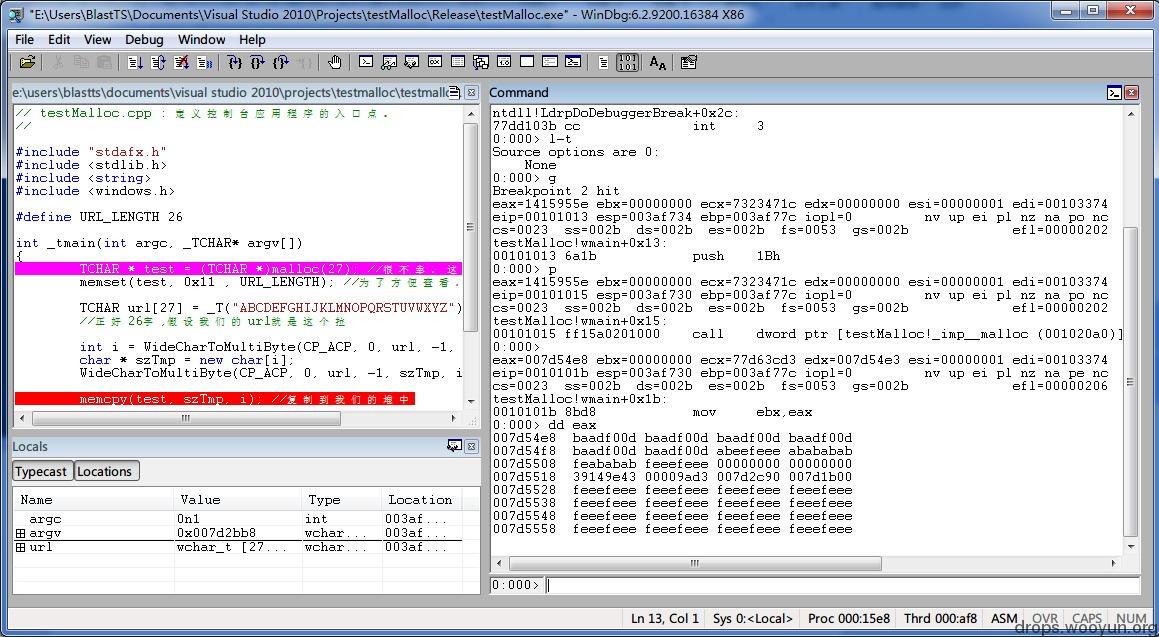 "E:\Users\BlastTS\Documents\Visual Studio 2010\Projects\testMalloc\Release\testMalloc.exe" - WinDbg:6.2.9200.16384 X86
File Edit View Debug Window Help
e:\users\blastts\documents\visual studio 2010\projects\testmalloc\testmallo
// testMalloc.cpp : 定义控制台应用程序的入口点.
//
#include "stdafx.h"
#include <stdlib.h>
#include <string>
#include <windows.h>
#define URL_LENGTH 26
int _tmain(int argc, _TCHAR* argv[])
{
TCHAR * test = (TCHAR *)malloc(27); //很不幸. 这
memset(test, 0x11 , URL_LENGTH); //为了方便查看.
TCHAR url[27] = _T("ABCDEFGHIJKLMNOPQRSTUVWXYZ")
//正好 26字 ,假设我们的 url就是这个拉
int i = WideCharToMultiByte(CP_ACP, 0, url, -1,
char * szTmp = new char[i];
WideCharToMultiByte(CP_ACP, 0, url, -1, szTmp, i
memcpy(test, szTmp, i); //复制到我们的堆中
Locals
Typecast Locations
Name Value Type Location
argc 0n1 int 003af...
argv 0x007d2bb8 wchar... 003af...
url wchar_t [27... wchar... 003af...
Command
ntdll!LdrpDoDebuggerBreak+0x2c:
77dd103b cc int 3
0:000> l-t
Source options are 0:
None
0:000> g
Breakpoint 2 hit
eax=1415955e ebx=00000000 ecx=7323471c edx=00000000 esi=00000001 edi=00103374
eip=00101013 esp=003af734 ebp=003af77c iopl=0 nv up ei pl nz na po nc
cs=0023 ss=002b ds=002b es=002b fs=0053 gs=002b efl=00000202
testMalloc!wmain+0x13:
00101013 6a1b push 1Bh
0:000> p
eax=1415955e ebx=00000000 ecx=7323471c edx=00000000 esi=00000001 edi=00103374
eip=00101015 esp=003af730 ebp=003af77c iopl=0 nv up ei pl nz na po nc
cs=0023 ss=002b ds=002b es=002b fs=0053 gs=002b efl=00000202
testMalloc!wmain+0x15:
00101015 ff15a0201000 call dword ptr [testMalloc!_imp__malloc (001020a0)]
0:000>
eax=007d54e8 ebx=00000000 ecx=77d63cd3 edx=007d54e3 esi=00000001 edi=00103374
eip=0010101b esp=003af730 ebp=003af77c iopl=0 nv up ei pl nz na po nc
cs=0023 ss=002b ds=002b es=002b fs=0053 gs=002b efl=00000206
testMalloc!wmain+0x1b:
0010101b 8bd8 mov ebx,eax
0:000> dd eax
007d54e8 baadf00d baadf00d baadf00d baadf00d
007d54f8 baadf00d baadf00d abeefeee abababab
007d5508 feababab feeefeee 00000000 00000000
007d5518 39149e43 00009ad3 007d2c90 007d1b00
007d5528 feeefeee feeefeee feeefeee feeefeee
007d5538 feeefeee feeefeee feeefeee feeefeee
007d5548 feeefeee feeefeee feeefeee feeefeee
007d5558 feeefeee feeefeee feeefeee feeefeee
0:000>
Ln 13, Col 1 Sys 0:<Local> Proc 000:15e8 Thrd 000:af8 ASM OVR CAPS NUM
drops.wooyun.org